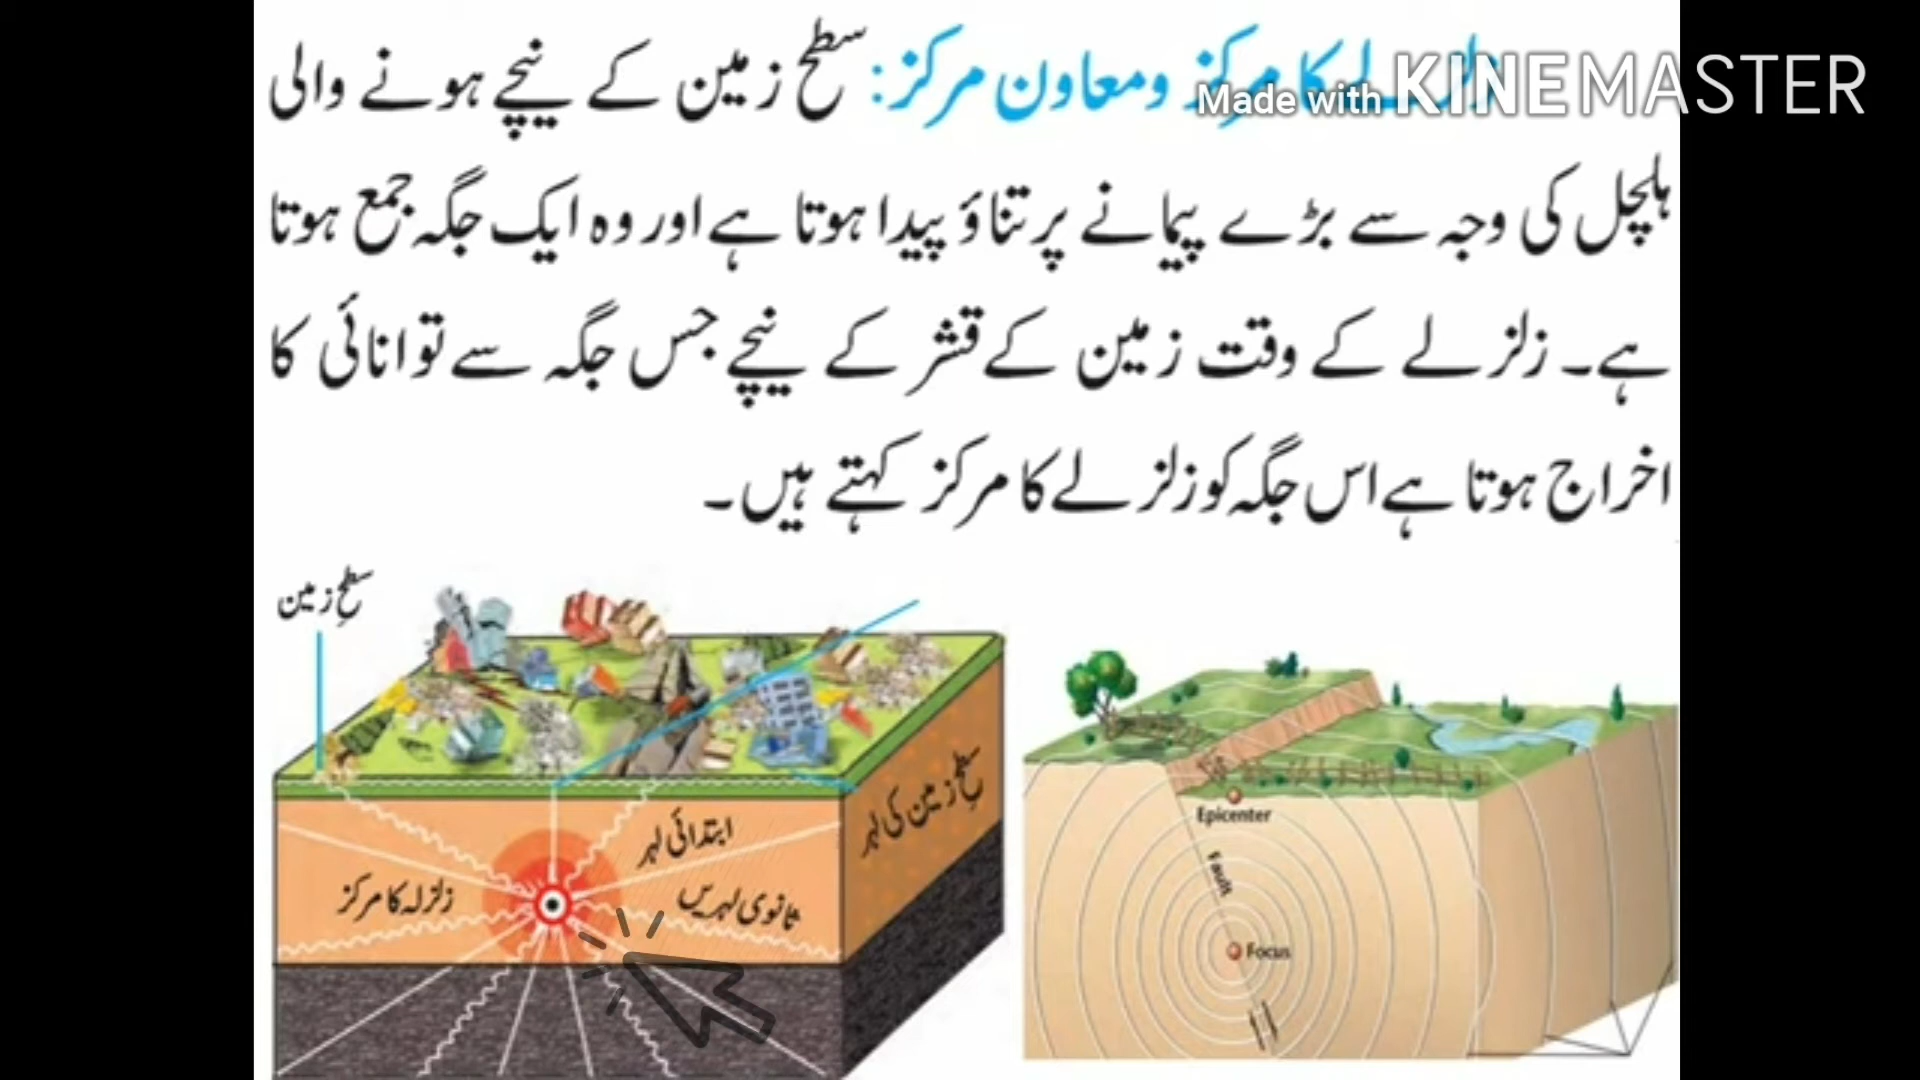 زلزلے کا مرکِز ومعاون مرکز: سطح زمین کے نیچے ہونے والی
Made with KINEMASTER
ہلچل کی وجہ سے بڑے پیمانے پر تناؤ پیدا ہوتا ہے اور وہ ایک جگہ جمع ہوتا
ہے۔ زلزلے کے وقت زمین کے قشر کے نیچے جس جگہ سے توانائی کا
اخراج ہوتا ہے اس جگہ کو زلزلے کا مرکز کہتے ہیں۔
سطحِ زمین
سطحِ زمین کی لہر
ابتدائی لہر
زلزلہ کا مرکز
ثانوی لہریں
Epicenter
Fault
Focus